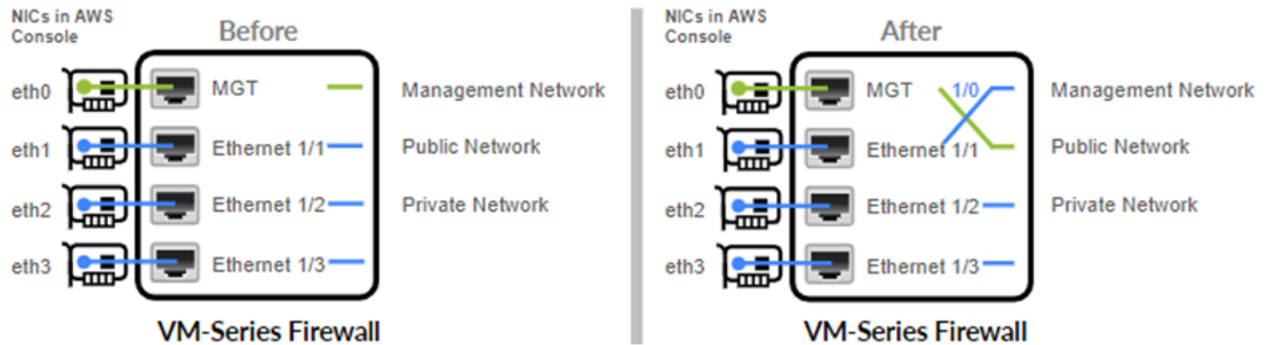 NICs in AWS
Console
Before
eth0
MGT
Management Network
eth1
Ethernet 1/1
Public Network
eth2
Ethernet 1/2
Private Network
eth3
Ethernet 1/3
VM-Series Firewall
NICs in AWS
Console
After
eth0
MGT
1/0
Management Network
eth1
Ethernet 1/1
Public Network
eth2
Ethernet 1/2
Private Network
eth3
Ethernet 1/3
VM-Series Firewall